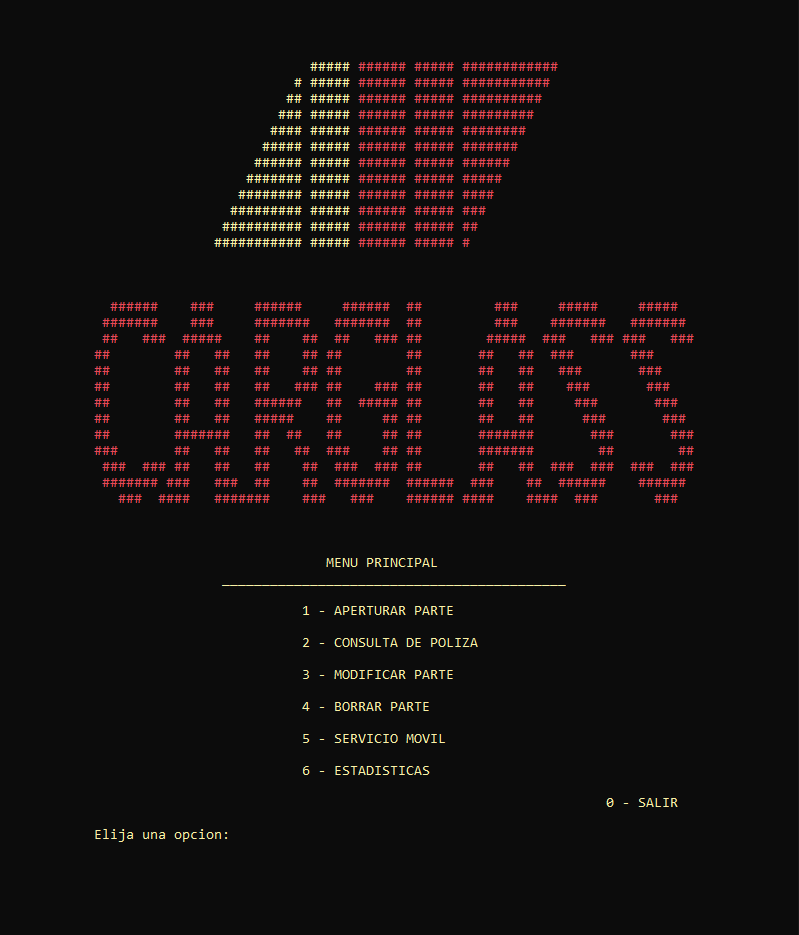 CARGLASS
MENU PRINCIPAL
1 - APERTURAR PARTE
2 - CONSULTA DE POLIZA
3 - MODIFICAR PARTE
4 - BORRAR PARTE
5 - SERVICIO MOVIL
6 - ESTADISTICAS
0 - SALIR
Elija una opcion: